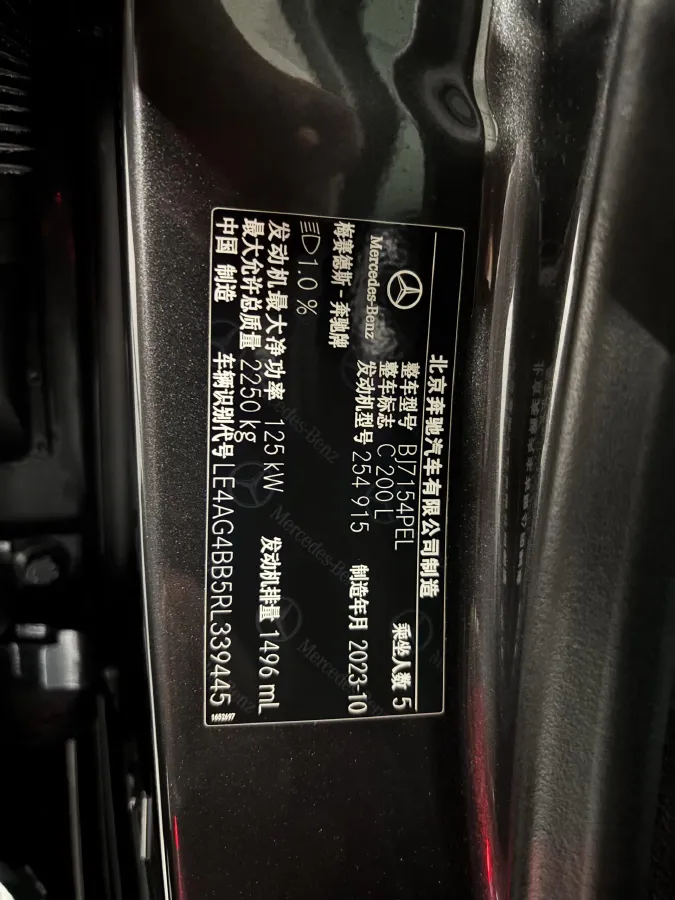 北京奔驰汽车有限公司制造
Mercedes-Benz
梅赛德斯-奔驰牌
整车型号 BJ7154PEL
乘坐人数 5
整车标志 C 200 L
发动机型号 254 915
制造年月 2023-10
1.0 %
发动机最大净功率 125 kW
发动机排量 1496 mL
最大允许总质量 2250 kg
中国 制造
车辆识别代号 LE4AG4BB5RL339445
1602697